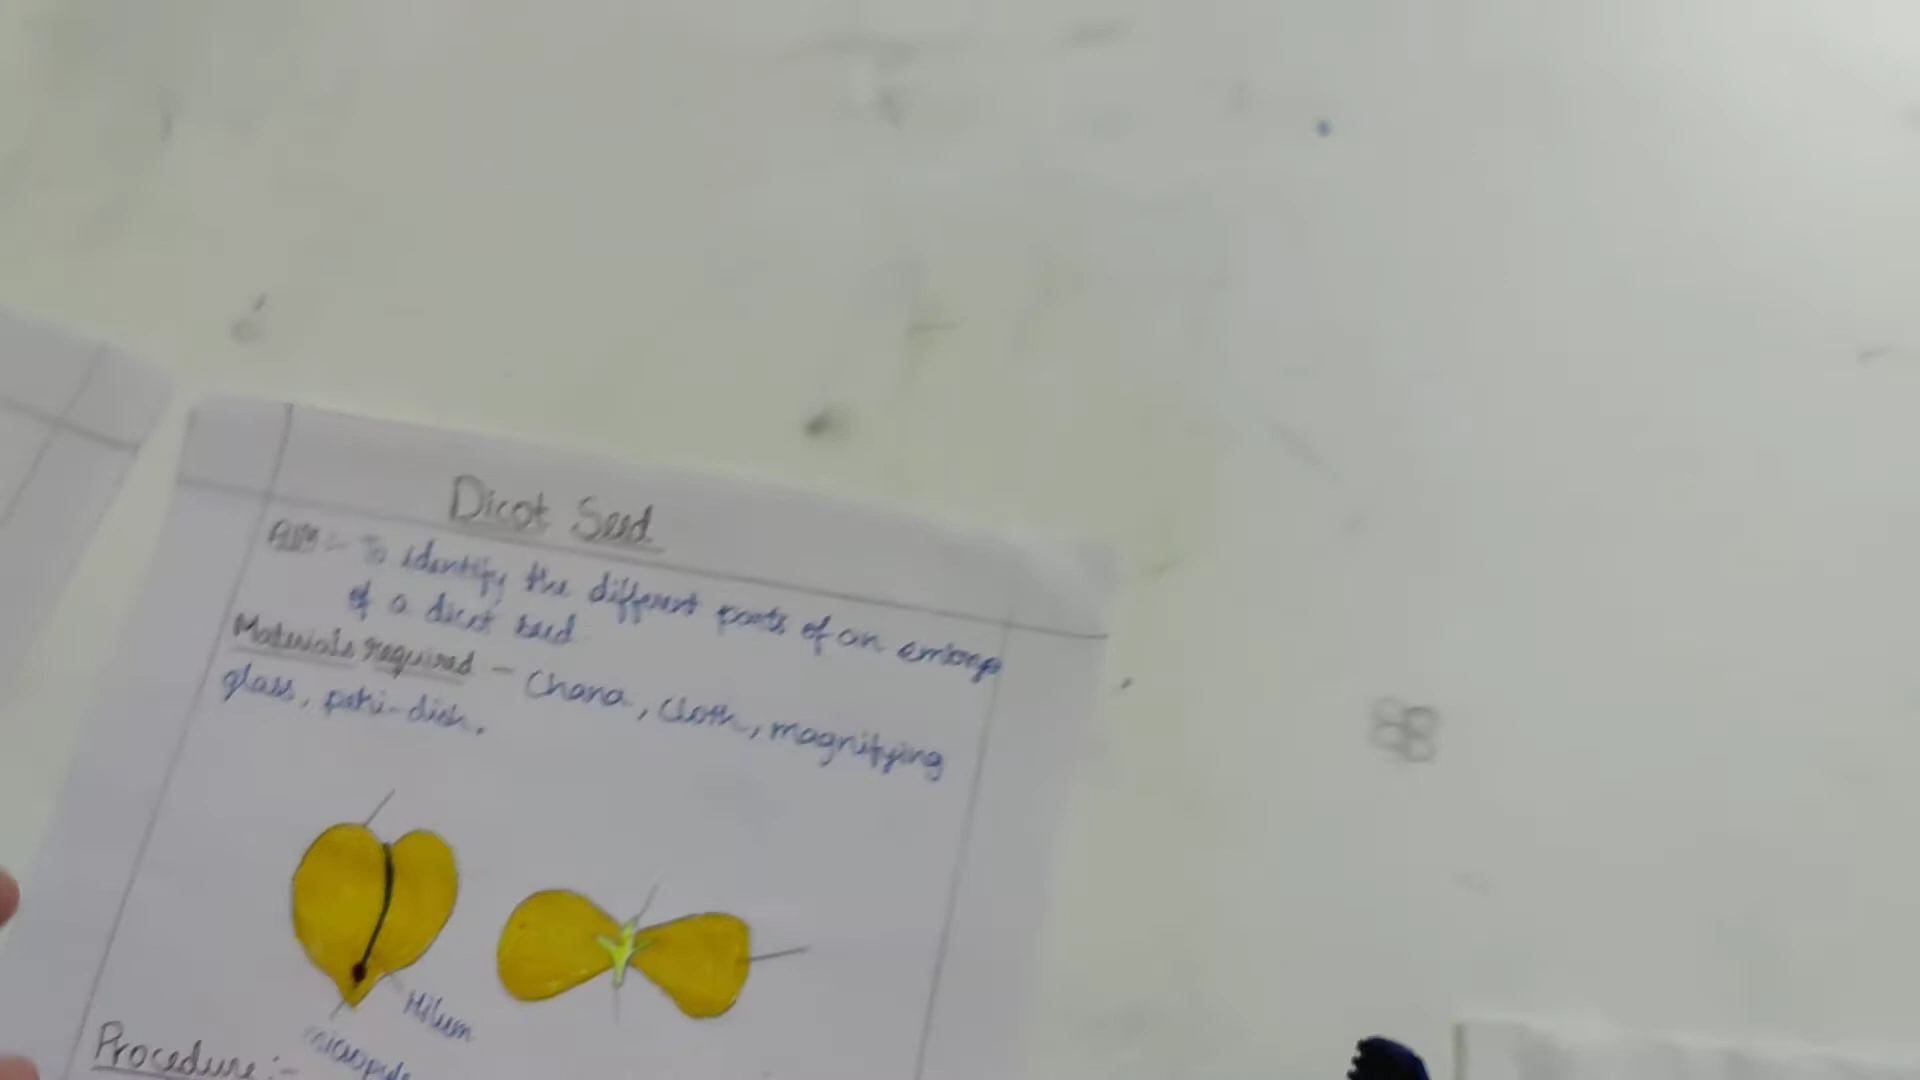 Dicot Seed
AIM:- To identify the different parts of an embryo
of a dicot seed
Materials required - Chana, Cloth, magnifying
glass, petri-dish.
Hilum
micropyle
Procedure:-